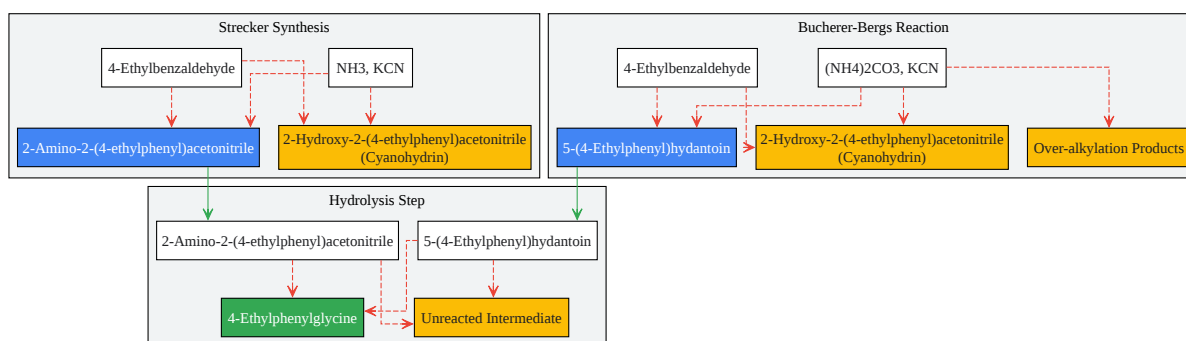 Strecker Synthesis
4-Ethylbenzaldehyde
NH3, KCN
2-Amino-2-(4-ethylphenyl)acetonitrile
2-Hydroxy-2-(4-ethylphenyl)acetonitrile
(Cyanohydrin)
Bucherer-Bergs Reaction
4-Ethylbenzaldehyde
(NH4)2CO3, KCN
5-(4-Ethylphenyl)hydantoin
2-Hydroxy-2-(4-ethylphenyl)acetonitrile
(Cyanohydrin)
Over-alkylation Products
Hydrolysis Step
2-Amino-2-(4-ethylphenyl)acetonitrile
5-(4-Ethylphenyl)hydantoin
4-Ethylphenylglycine
Unreacted Intermediate